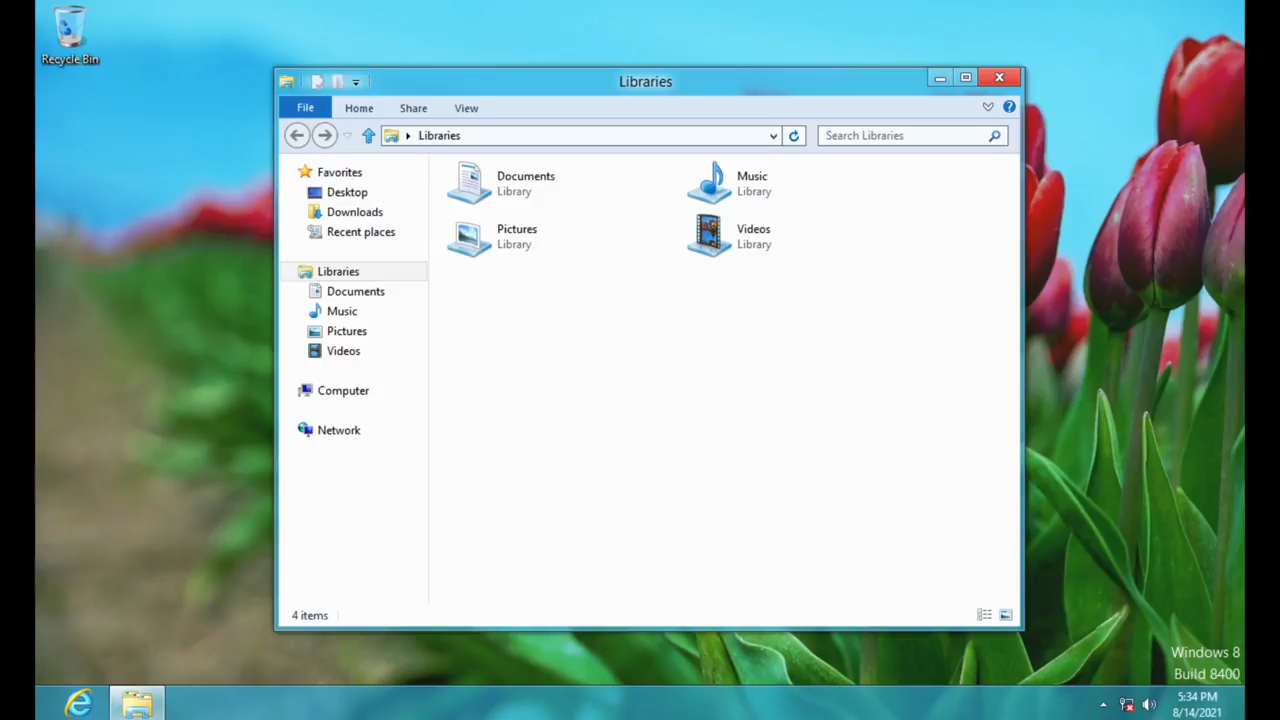 Recycle Bin
Libraries
File Home Share View
Libraries
Search Libraries
Favorites
Desktop
Downloads
Recent places
Libraries
Documents
Music
Pictures
Videos
Computer
Network
Documents
Library
Music
Library
Pictures
Library
Videos
Library
4 items
Windows 8
Build 8400
5:34 PM
8/14/2021